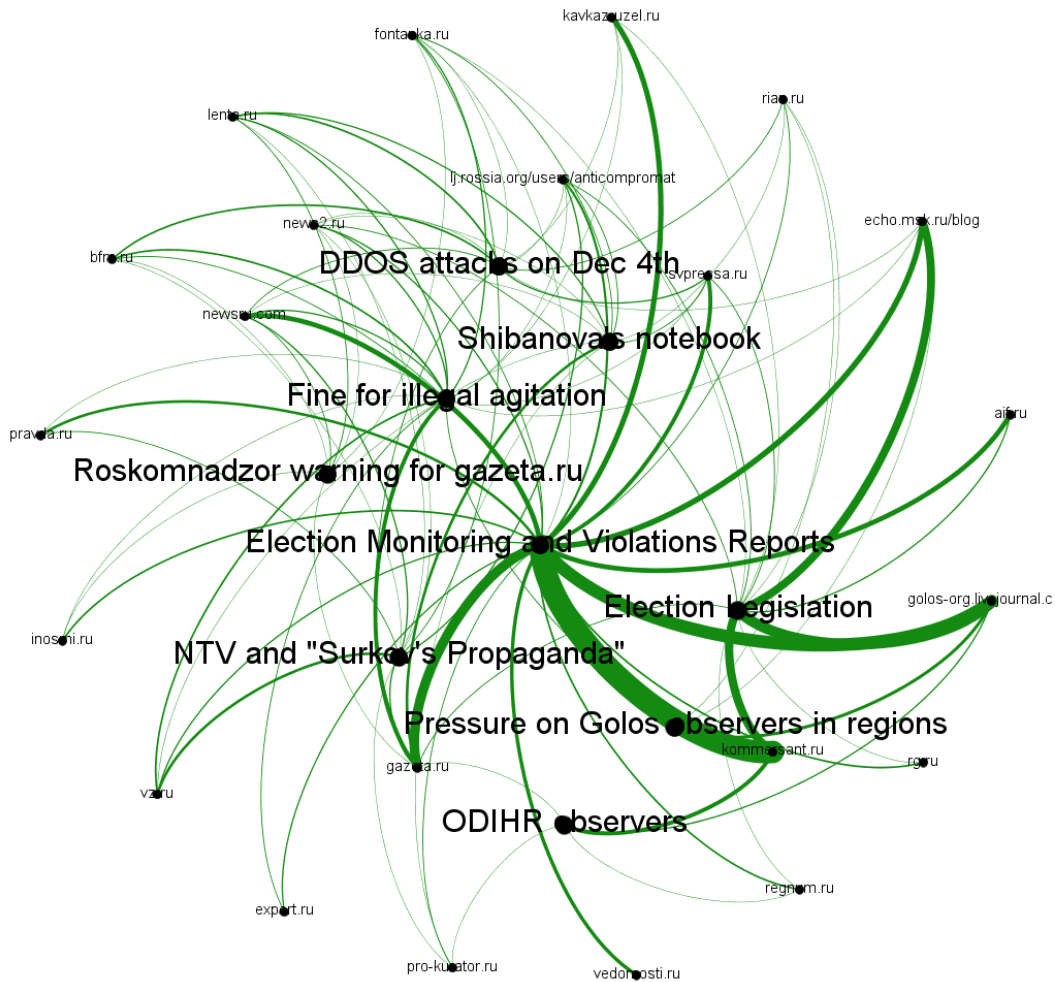 kavkaz-uzel.ru
fontanka.ru
rian.ru
lenta.ru
lj.rossia.org/users/anticompromat
echo.msk.ru/blog
news2.ru
bfm.ru
DDOS attacks on Dec 4th
svpressa.ru
newsru.com
Shibanova's notebook
Fine for illegal agitation
aif.ru
pravda.ru
Roskomnadzor warning for gazeta.ru
Election Monitoring and Violations Reports
golos-org.livejournal.c
Election Legislation
inosmi.ru
NTV and "Surkov's Propaganda"
Pressure on Golos observers in regions
kommersant.ru
rg.ru
gazeta.ru
vz.ru
ODIHR observers
regnum.ru
expert.ru
pro-kurator.ru
vedomosti.ru